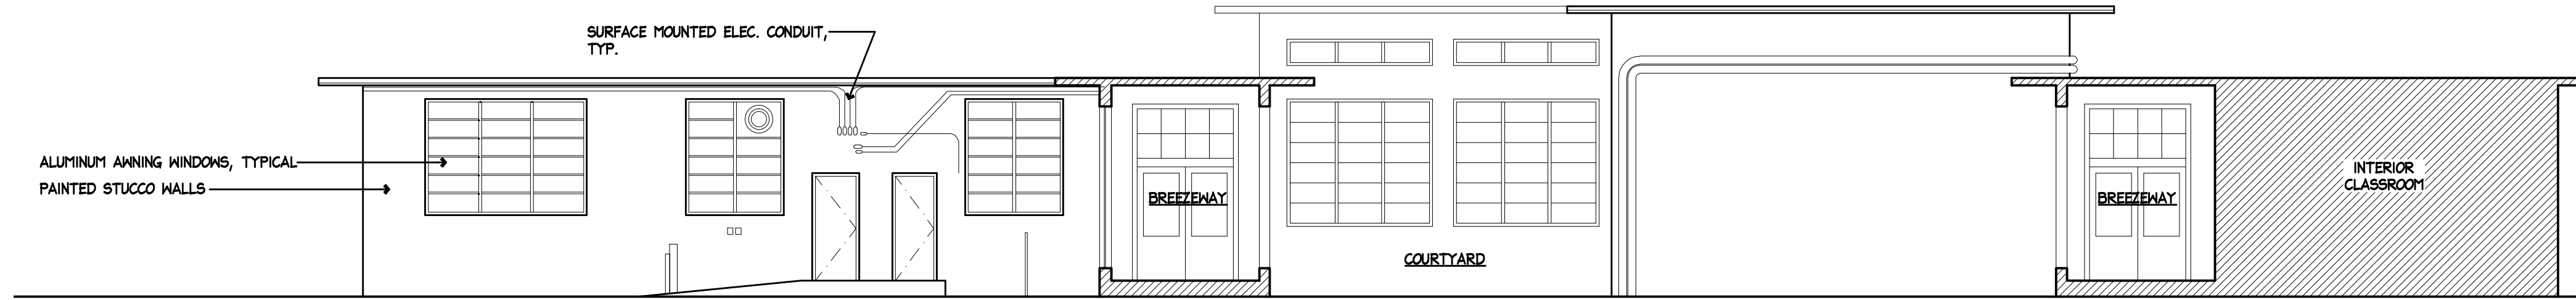 SURFACE MOUNTED ELEC. CONDUIT,
TYP.
ALUMINUM AWNING WINDOWS, TYPICAL
PAINTED STUCCO WALLS
BREEZEWAY
COURTYARD
BREEZEWAY
INTERIOR
CLASSROOM